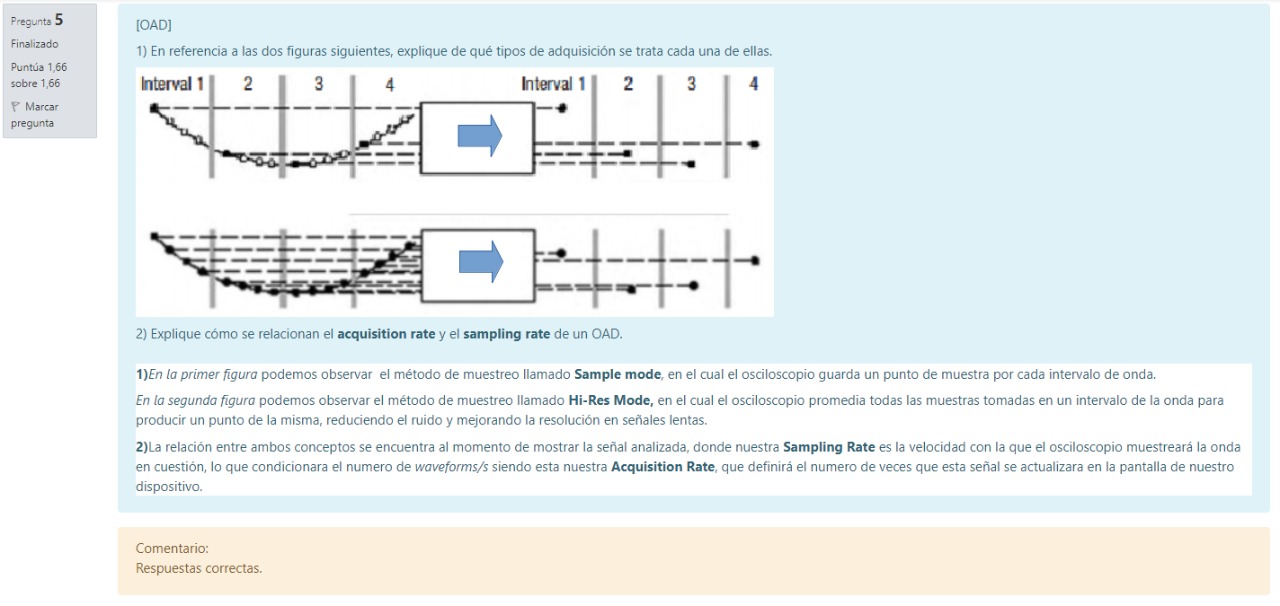 Pregunta 5
Finalizado
Puntúa 1,66
sobre 1,66
Marcar
pregunta
[OAD]
1) En referencia a las dos figuras siguientes, explique de qué tipos de adquisición se trata cada una de ellas.
Interval 1 2 3 4 Interval 1 2 3 4
2) Explique cómo se relacionan el acquisition rate y el sampling rate de un OAD.
1)En la primer figura podemos observar el método de muestreo llamado Sample mode, en el cual el osciloscopio guarda un punto de muestra por cada intervalo de onda.
En la segunda figura podemos observar el método de muestreo llamado Hi-Res Mode, en el cual el osciloscopio promedia todas las muestras tomadas en un intervalo de la onda para
producir un punto de la misma, reduciendo el ruido y mejorando la resolución en señales lentas.
2)La relación entre ambos conceptos se encuentra al momento de mostrar la señal analizada, donde nuestra Sampling Rate es la velocidad con la que el osciloscopio muestreará la onda
en cuestión, lo que condicionara el numero de waveforms/s siendo esta nuestra Acquisition Rate, que definirá el numero de veces que esta señal se actualizara en la pantalla de nuestro
dispositivo.
Comentario:
Respuestas correctas.